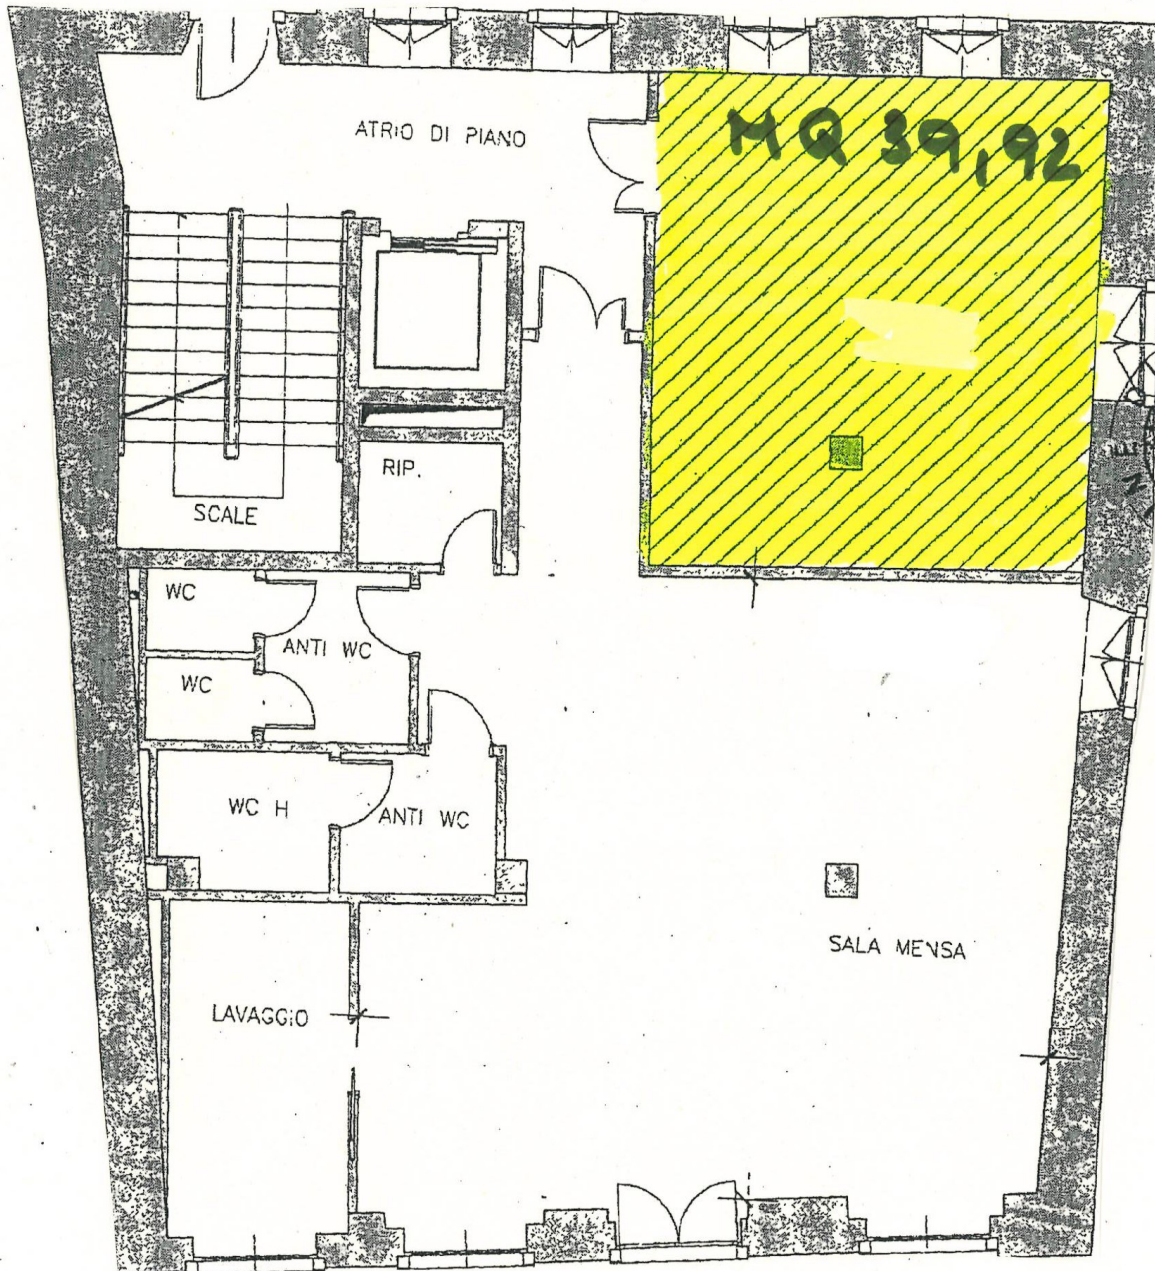 ATRIO DI PIANO
MQ 39,92
RIP.
SCALE
WC
ANTI WC
WC
WC H
ANTI WC
SALA MENSA
LAVAGGIO